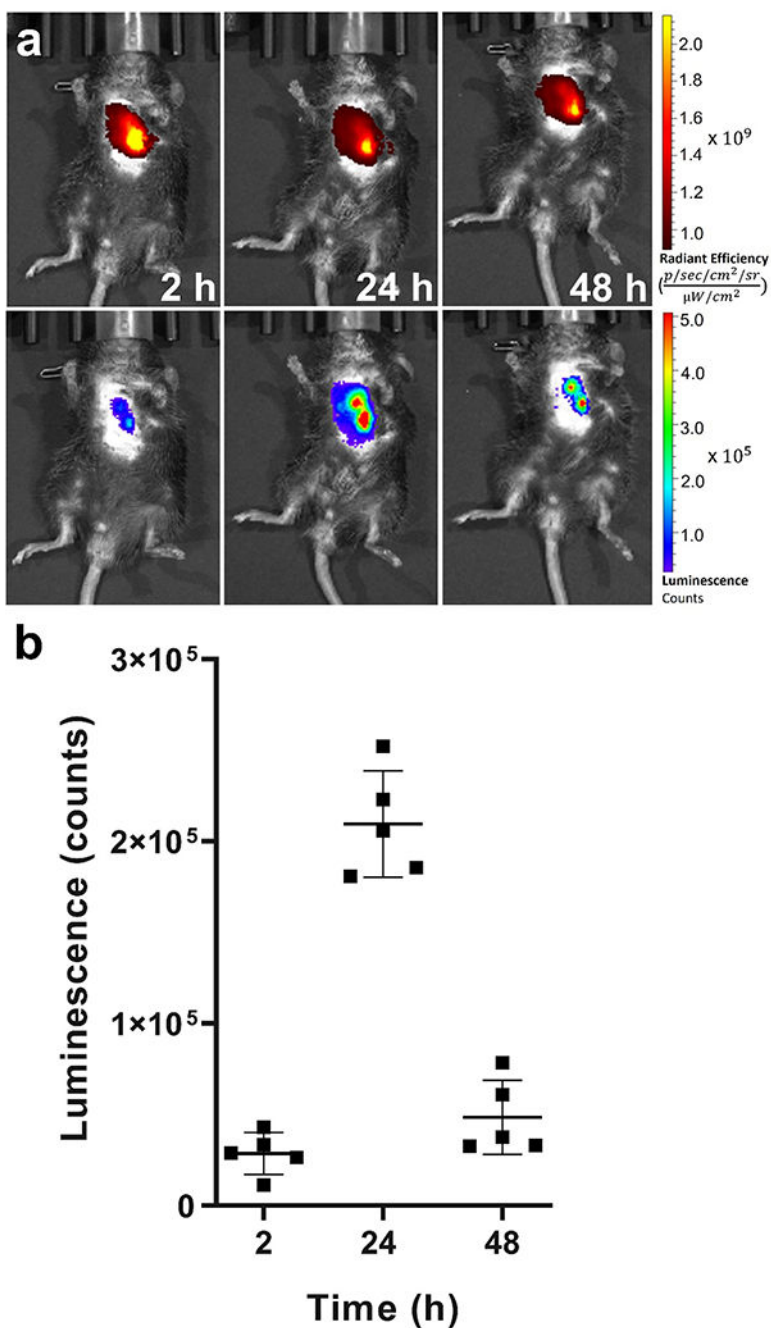 a
2 h
24 h
48 h
2.0
1.8
1.6
x 10⁹
1.4
1.2
1.0
Radiant Efficiency
(p/sec/cm²/sr
µW/cm²)
5.0
4.0
3.0
x 10⁵
2.0
1.0
Luminescence
Counts
b
Luminescence (counts)
3×10⁵
2×10⁵
1×10⁵
0
2
24
48
Time (h)